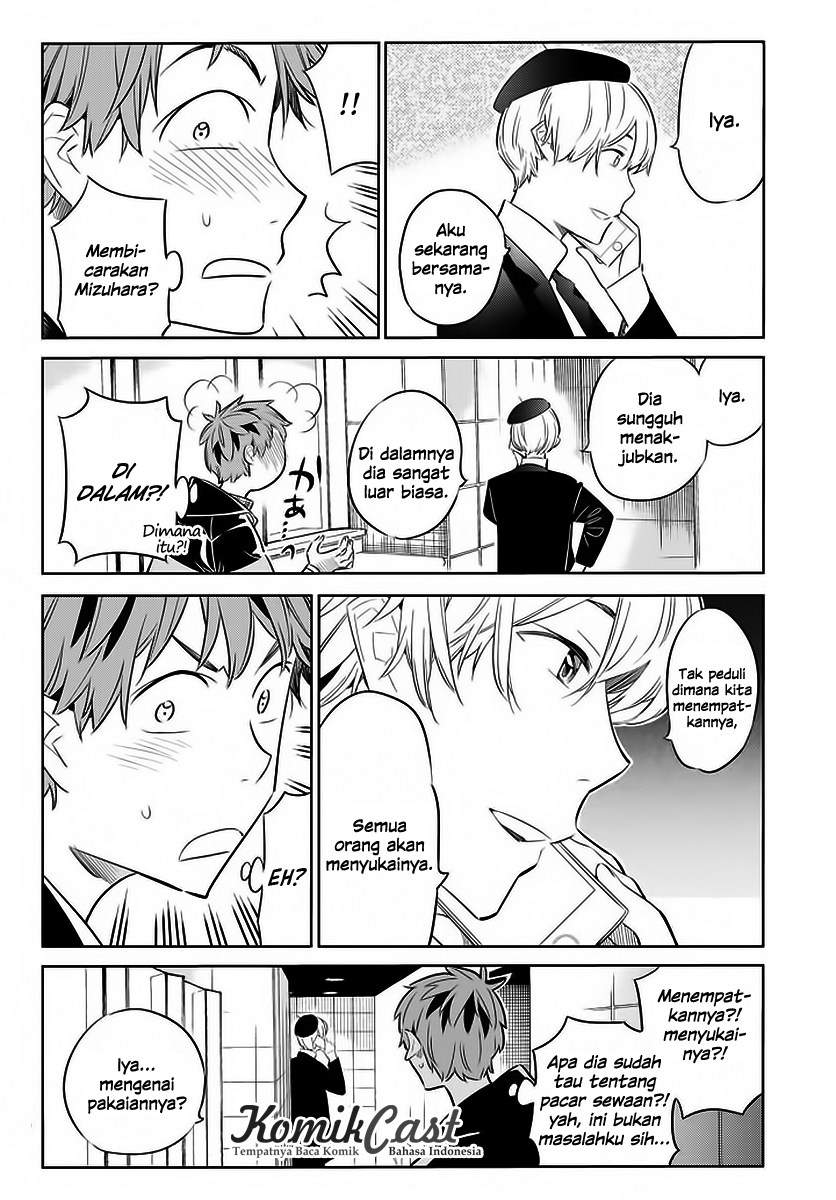 Iya.
Aku
sekarang
bersama-
nya.
!!
Membi-
carakan
Mizuhara?
Iya.
Dia
sungguh
menak-
jubkan.
Di dalamnya
dia sangat
luar biasa.
かぁ…っ
DI
DALAM?!
Dimana
itu?!
Tak peduli
dimana kita
menempat-
kannya,
Semua
orang akan
menyukainya.
EH?
Menempat-
kannya?!
menyukai-
nya?!
Apa dia sudah
tau tentang
pacar sewaan?!
yah, ini bukan
masalahku sih...
Iya...
mengenai
pakaiannya?
KomikCast
Tempatnya Baca Komik Bahasa Indonesia